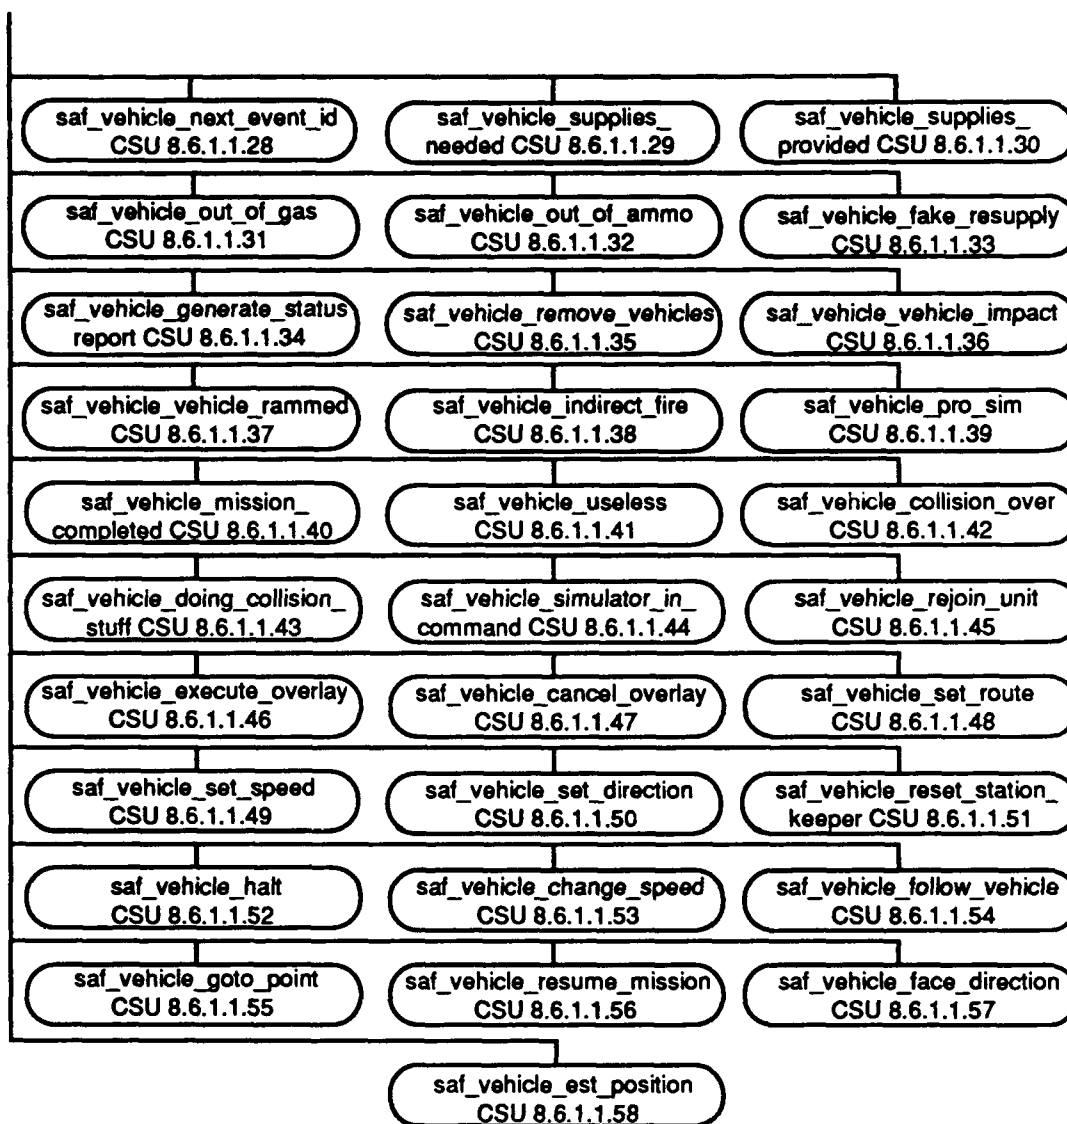 saf_vehicle_next_event_id
CSU 8.6.1.1.28
saf_vehicle_supplies_
needed CSU 8.6.1.1.29
saf_vehicle_supplies_
provided CSU 8.6.1.1.30
saf_vehicle_out_of_gas
CSU 8.6.1.1.31
saf_vehicle_out_of_ammo
CSU 8.6.1.1.32
saf_vehicle_fake_resupply
CSU 8.6.1.1.33
saf_vehicle_generate_status
report CSU 8.6.1.1.34
saf_vehicle_remove_vehicles
CSU 8.6.1.1.35
saf_vehicle_vehicle_impact
CSU 8.6.1.1.36
saf_vehicle_vehicle_rammed
CSU 8.6.1.1.37
saf_vehicle_indirect_fire
CSU 8.6.1.1.38
saf_vehicle_pro_sim
CSU 8.6.1.1.39
saf_vehicle_mission_
completed CSU 8.6.1.1.40
saf_vehicle_useless
CSU 8.6.1.1.41
saf_vehicle_collision_over
CSU 8.6.1.1.42
saf_vehicle_doing_collision_
stuff CSU 8.6.1.1.43
saf_vehicle_simulator_in_
command CSU 8.6.1.1.44
saf_vehicle_rejoin_unit
CSU 8.6.1.1.45
saf_vehicle_execute_overlay
CSU 8.6.1.1.46
saf_vehicle_cancel_overlay
CSU 8.6.1.1.47
saf_vehicle_set_route
CSU 8.6.1.1.48
saf_vehicle_set_speed
CSU 8.6.1.1.49
saf_vehicle_set_direction
CSU 8.6.1.1.50
saf_vehicle_reset_station_
keeper CSU 8.6.1.1.51
saf_vehicle_halt
CSU 8.6.1.1.52
saf_vehicle_change_speed
CSU 8.6.1.1.53
saf_vehicle_follow_vehicle
CSU 8.6.1.1.54
saf_vehicle_goto_point
CSU 8.6.1.1.55
saf_vehicle_resume_mission
CSU 8.6.1.1.56
saf_vehicle_face_direction
CSU 8.6.1.1.57
saf_vehicle_est_position
CSU 8.6.1.1.58